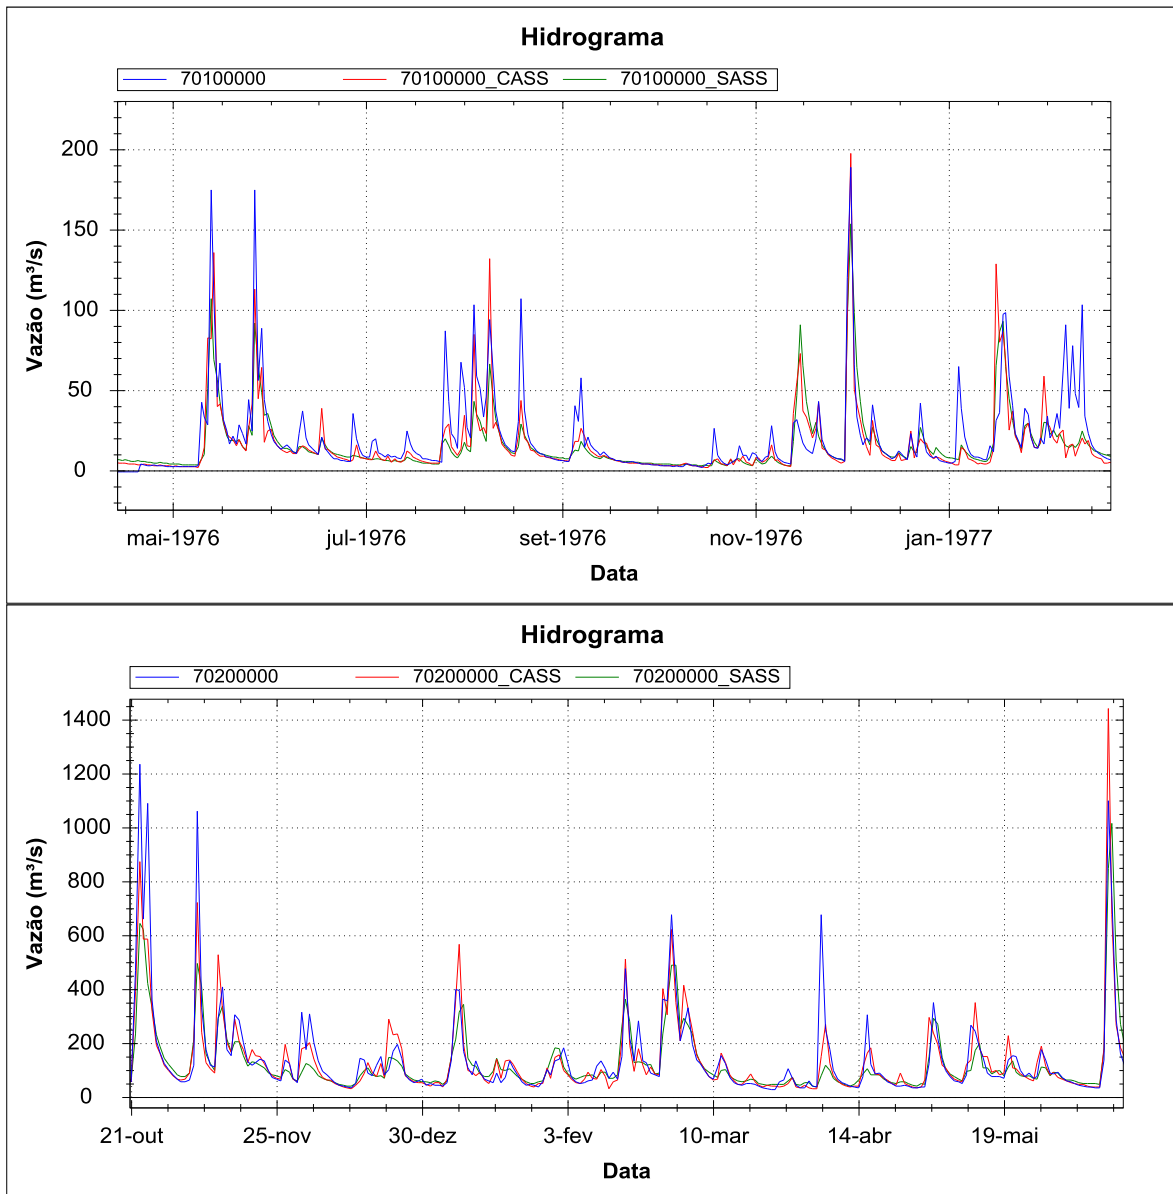 Hidrograma
70100000 70100000_CASS 70100000_SASS
Vazão (m³/s)
200
150
100
50
0
mai-1976 jul-1976 set-1976 nov-1976 jan-1977
Data
Hidrograma
70200000 70200000_CASS 70200000_SASS
Vazão (m³/s)
1400
1200
1000
800
600
400
200
0
21-out 25-nov 30-dez 3-fev 10-mar 14-abr 19-mai
Data